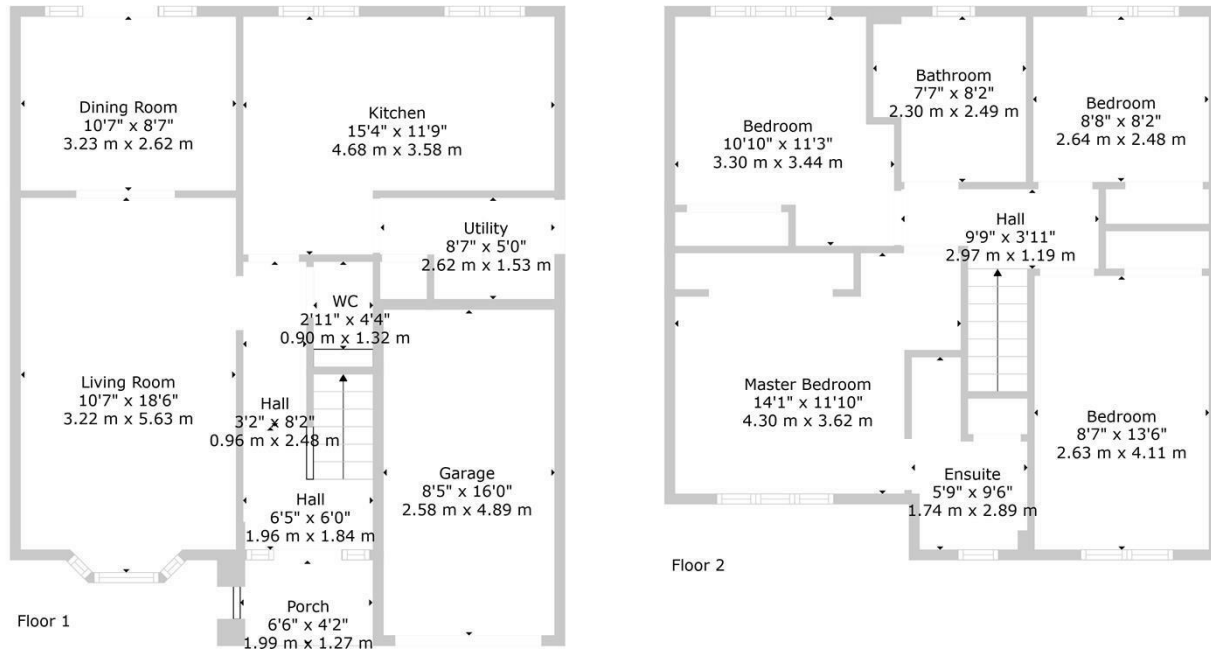 Dining Room
10'7" x 8'7"
3.23 m x 2.62 m
Kitchen
15'4" x 11'9"
4.68 m x 3.58 m
Utility
8'7" x 5'0"
2.62 m x 1.53 m
WC
2'11" x 4'4"
0.90 m x 1.32 m
Living Room
10'7" x 18'6"
3.22 m x 5.63 m
Hall
3'2" x 8'2"
0.96 m x 2.48 m
Garage
8'5" x 16'0"
2.58 m x 4.89 m
Hall
6'5" x 6'0"
1.96 m x 1.84 m
Porch
6'6" x 4'2"
1.99 m x 1.27 m
Floor 1
Bedroom
10'10" x 11'3"
3.30 m x 3.44 m
Bathroom
7'7" x 8'2"
2.30 m x 2.49 m
Bedroom
8'8" x 8'2"
2.64 m x 2.48 m
Hall
9'9" x 3'11"
2.97 m x 1.19 m
Master Bedroom
14'1" x 11'10"
4.30 m x 3.62 m
Bedroom
8'7" x 13'6"
2.63 m x 4.11 m
Ensuite
5'9" x 9'6"
1.74 m x 2.89 m
Floor 2